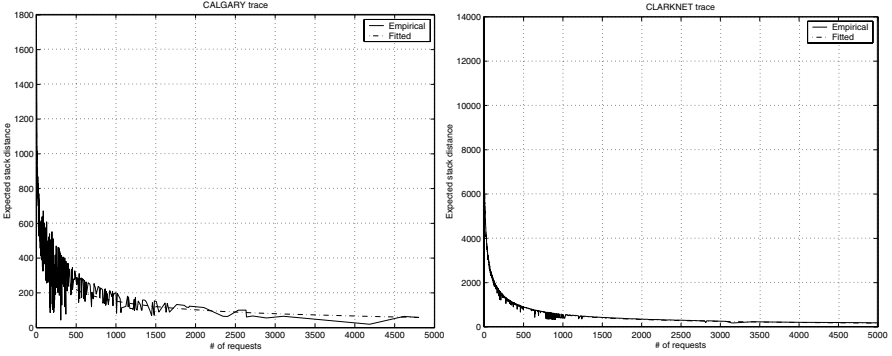 CALGARY trace
1800
1600
1400
1200
1000
800
600
400
200
0
Expected stack distance
0 500 1000 1500 2000 2500 3000 3500 4000 4500 5000
# of requests
Empirical
Fitted
CLARKNET trace
14000
12000
10000
8000
6000
4000
2000
0
Expected stack distance
0 500 1000 1500 2000 2500 3000 3500 4000 4500 5000
# of requests
Empirical
Fitted